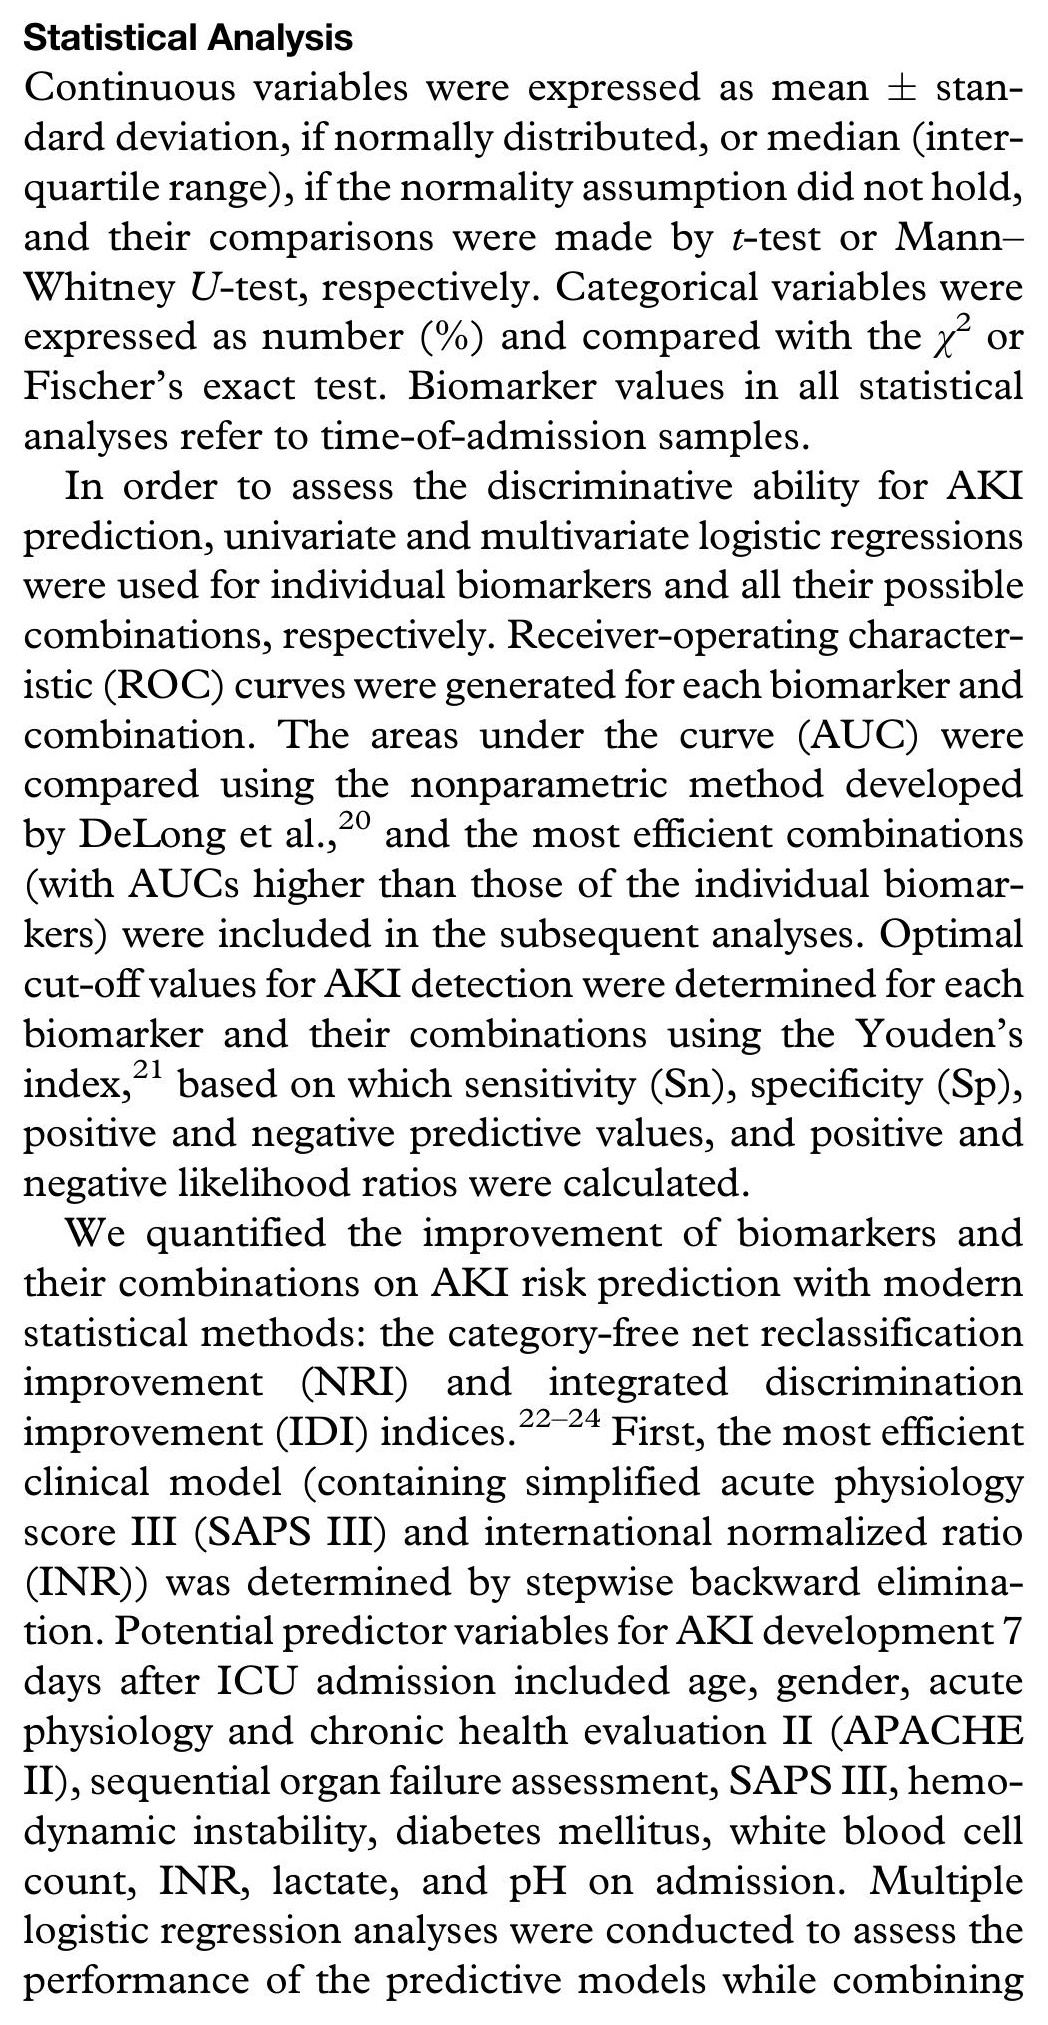 Statistical Analysis
Continuous variables were expressed as mean ± stan-
dard deviation, if normally distributed, or median (inter-
quartile range), if the normality assumption did not hold,
and their comparisons were made by t-test or Mann–
Whitney U-test, respectively. Categorical variables were
expressed as number (%) and compared with the χ² or
Fischer's exact test. Biomarker values in all statistical
analyses refer to time-of-admission samples.
In order to assess the discriminative ability for AKI
prediction, univariate and multivariate logistic regressions
were used for individual biomarkers and all their possible
combinations, respectively. Receiver-operating character-
istic (ROC) curves were generated for each biomarker and
combination. The areas under the curve (AUC) were
compared using the nonparametric method developed
by DeLong et al.,²⁰ and the most efficient combinations
(with AUCs higher than those of the individual biomar-
kers) were included in the subsequent analyses. Optimal
cut-off values for AKI detection were determined for each
biomarker and their combinations using the Youden's
index,²¹ based on which sensitivity (Sn), specificity (Sp),
positive and negative predictive values, and positive and
negative likelihood ratios were calculated.
We quantified the improvement of biomarkers and
their combinations on AKI risk prediction with modern
statistical methods: the category-free net reclassification
improvement (NRI) and integrated discrimination
improvement (IDI) indices.²²⁻²⁴ First, the most efficient
clinical model (containing simplified acute physiology
score III (SAPS III) and international normalized ratio
(INR)) was determined by stepwise backward elimina-
tion. Potential predictor variables for AKI development 7
days after ICU admission included age, gender, acute
physiology and chronic health evaluation II (APACHE
II), sequential organ failure assessment, SAPS III, hemo-
dynamic instability, diabetes mellitus, white blood cell
count, INR, lactate, and pH on admission. Multiple
logistic regression analyses were conducted to assess the
performance of the predictive models while combining